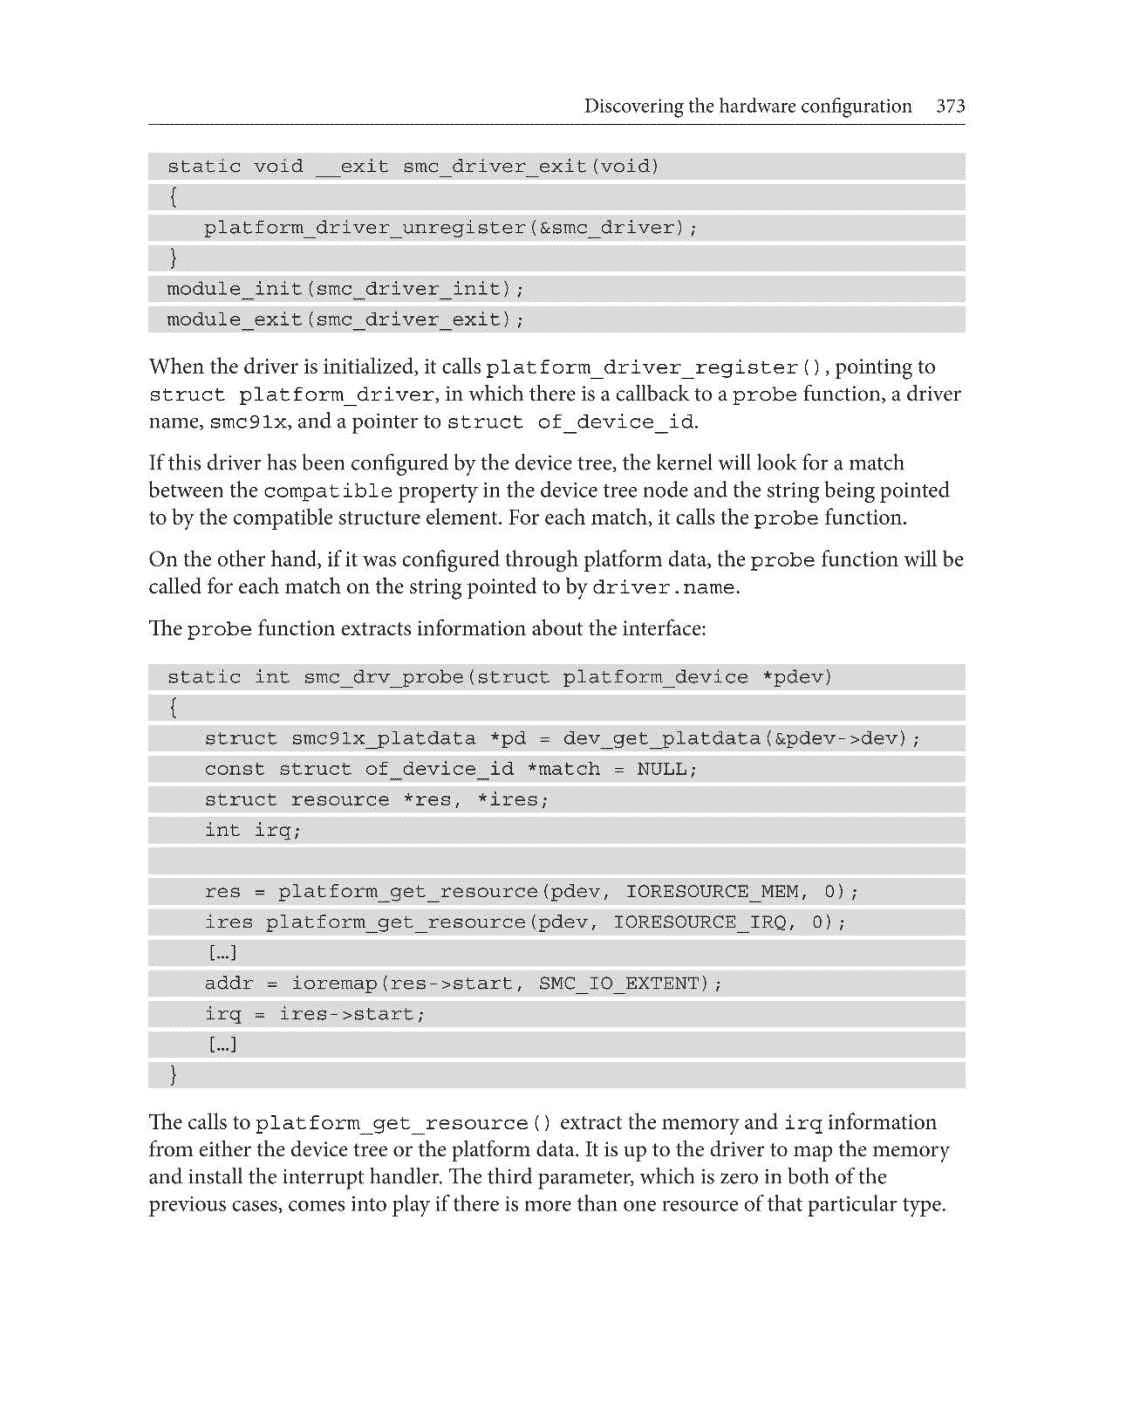 Discovering the hardware configuration 373
static void __exit smc_driver_exit(void)
{
platform_driver_unregister(&smc_driver);
}
module_init(smc_driver_init);
module_exit(smc_driver_exit);
When the driver is initialized, it calls platform_driver_register(), pointing to
struct platform_driver, in which there is a callback to a probe function, a driver
name, smc91x, and a pointer to struct of_device_id.
If this driver has been configured by the device tree, the kernel will look for a match
between the compatible property in the device tree node and the string being pointed
to by the compatible structure element. For each match, it calls the probe function.
On the other hand, if it was configured through platform data, the probe function will be
called for each match on the string pointed to by driver.name.
The probe function extracts information about the interface:
static int smc_drv_probe(struct platform_device *pdev)
{
struct smc91x_platdata *pd = dev_get_platdata(&pdev->dev);
const struct of_device_id *match = NULL;
struct resource *res, *ires;
int irq;
res = platform_get_resource(pdev, IORESOURCE_MEM, 0);
ires platform_get_resource(pdev, IORESOURCE_IRQ, 0);
[…]
addr = ioremap(res->start, SMC_IO_EXTENT);
irq = ires->start;
[…]
}
The calls to platform_get_resource() extract the memory and irq information
from either the device tree or the platform data. It is up to the driver to map the memory
and install the interrupt handler. The third parameter, which is zero in both of the
previous cases, comes into play if there is more than one resource of that particular type.